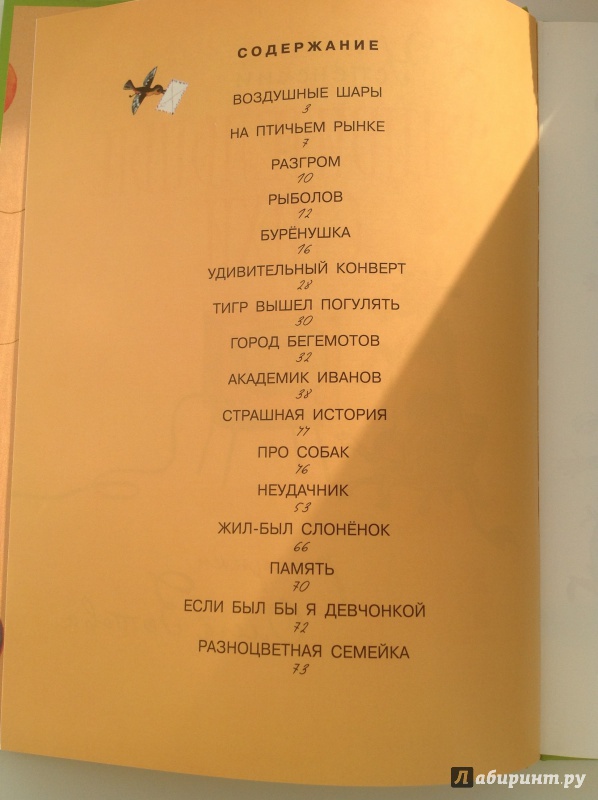 СОДЕРЖАНИЕ
ВОЗДУШНЫЕ ШАРЫ
3
НА ПТИЧЬЕМ РЫНКЕ
7
РАЗГРОМ
10
РЫБОЛОВ
12
БУРЁНУШКА
16
УДИВИТЕЛЬНЫЙ КОНВЕРТ
28
ТИГР ВЫШЕЛ ПОГУЛЯТЬ
30
ГОРОД БЕГЕМОТОВ
32
АКАДЕМИК ИВАНОВ
38
СТРАШНАЯ ИСТОРИЯ
44
ПРО СОБАК
46
НЕУДАЧНИК
53
ЖИЛ-БЫЛ СЛОНЁНОК
66
ПАМЯТЬ
70
ЕСЛИ БЫЛ БЫ Я ДЕВЧОНКОЙ
72
РАЗНОЦВЕТНАЯ СЕМЕЙКА
73
Лабиринт.ру